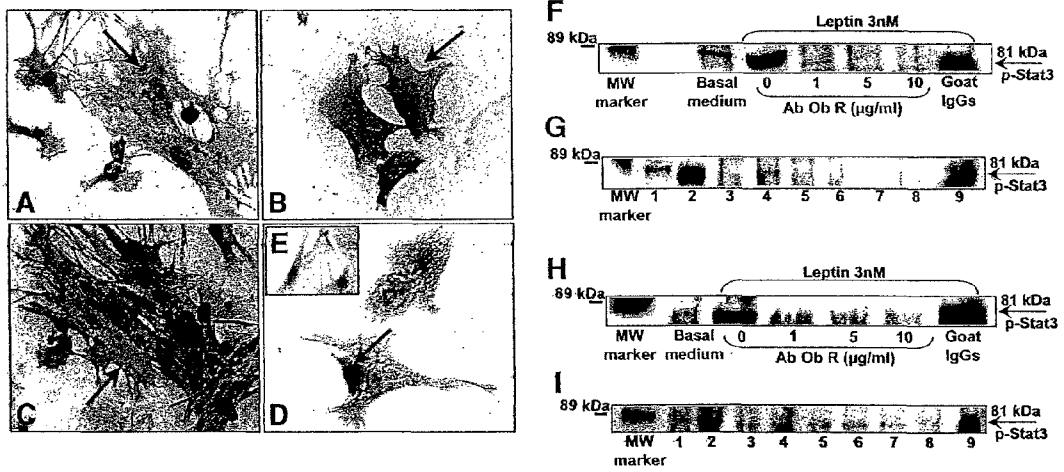 A
B
C
E
D
F
Leptin 3nM
89 kDa
81 kDa
p-Stat3
MW
marker
Basal
medium
0
1
5
10
Goat
IgGs
Ab Ob R (µg/ml)
G
89 kDa
81 kDa
p-Stat3
MW
marker
1
2
3
4
5
6
7
8
9
H
Leptin 3nM
89 kDa
81 kDa
p-Stat3
MW
marker
Basal
medium
0
1
5
10
Goat
IgGs
Ab Ob R (µg/ml)
I
89 kDa
81 kDa
p-Stat3
MW
marker
1
2
3
4
5
6
7
8
9